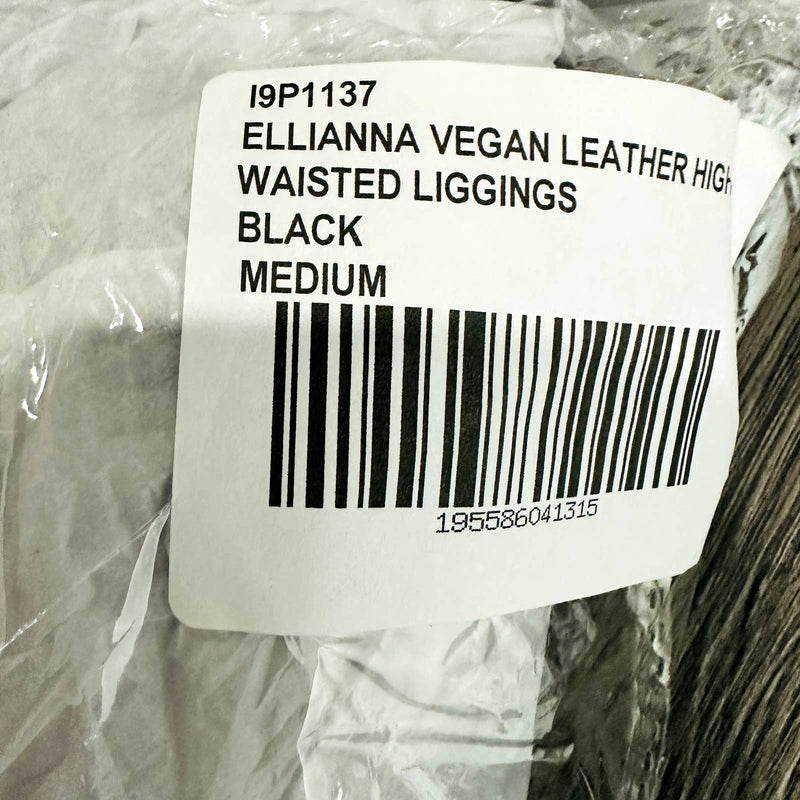 I9P1137
ELLIANNA VEGAN LEATHER HIGH
WAISTED LIGGINGS
BLACK
MEDIUM
195586041315